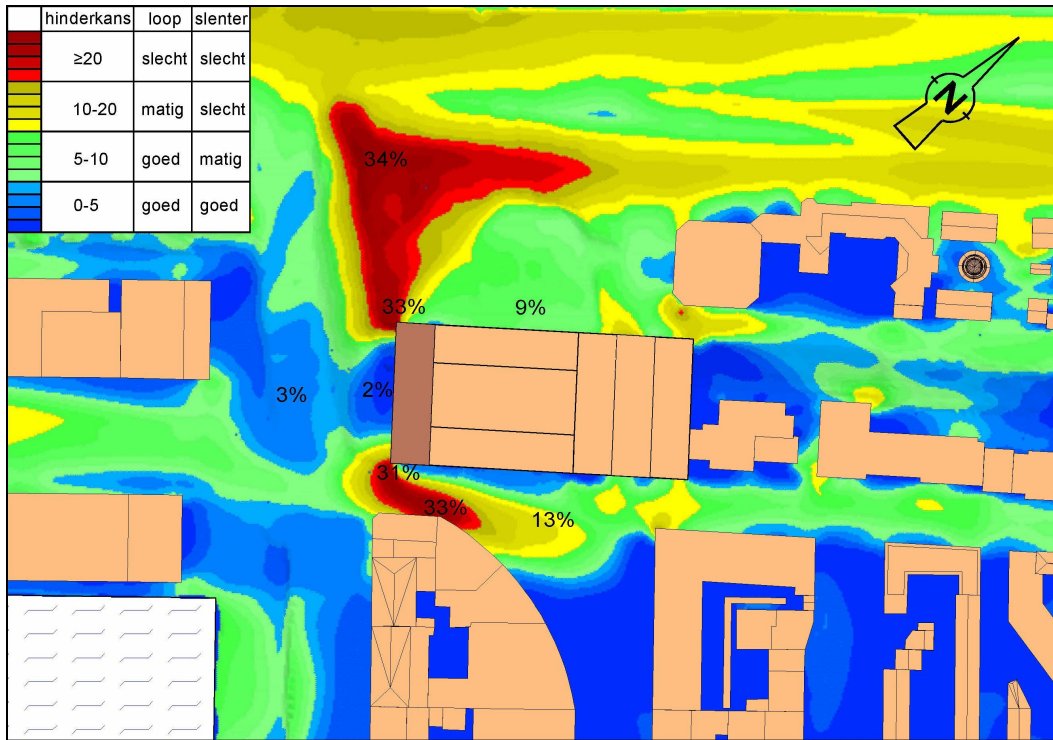 hinderkans loop slenter
≥20 slecht slecht
10-20 matig slecht
5-10 goed matig
0-5 goed goed
N
34%
33% 9%
3% 2%
31%
33% 13%